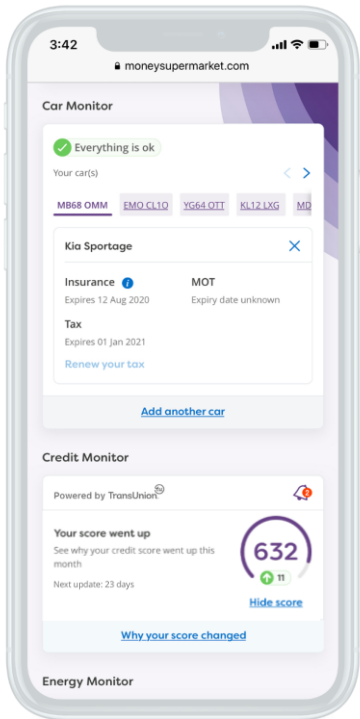 3:42
moneysupermarket.com
Car Monitor
Everything is ok
Your car(s)
MB68 OMM EMO CL1O YG64 OTT KL12 LXG MD
Kia Sportage
Insurance MOT
Expires 12 Aug 2020 Expiry date unknown
Tax
Expires 01 Jan 2021
Renew your tax
Add another car
Credit Monitor
Powered by TransUnion
2
Your score went up
See why your credit score went up this
month
Next update: 23 days
632
11
Hide score
Why your score changed
Energy Monitor